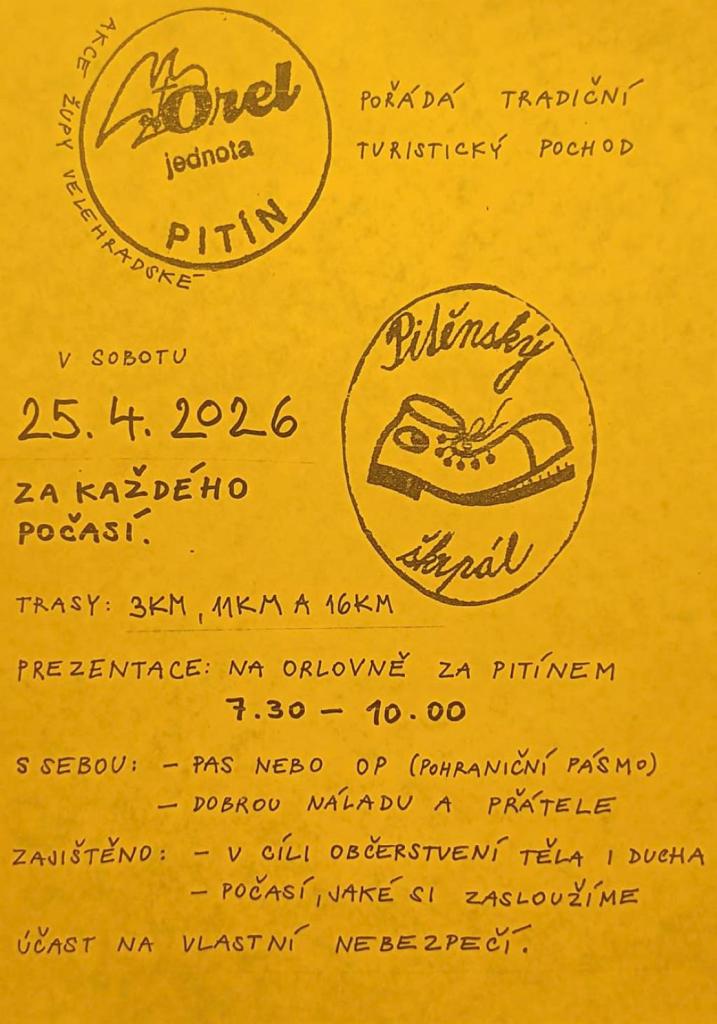 AKCE ŽUPY VELEHRADSKÉ
Orel
jednota
PITÍN
POŘÁDÁ TRADIČNÍ
TURISTICKÝ POCHOD
Pitěnský
škrpál
V SOBOTU
25.4.2026
ZA KAŽDÉHO
POČASÍ.
TRASY: 3KM, 11KM A 16KM
PREZENTACE: NA ORLOVNĚ ZA PITÍNEM
7.30 – 10.00
S SEBOU: – PAS NEBO OP (POHRANIČNÍ PÁSMO)
– DOBROU NÁLADU A PŘÁTELE
ZAJIŠTĚNO: – V CÍLI OBČERSTVENÍ TĚLA I DUCHA
– POČASÍ, JAKÉ SI ZASLOUŽÍME
ÚČAST NA VLASTNÍ NEBEZPEČÍ.